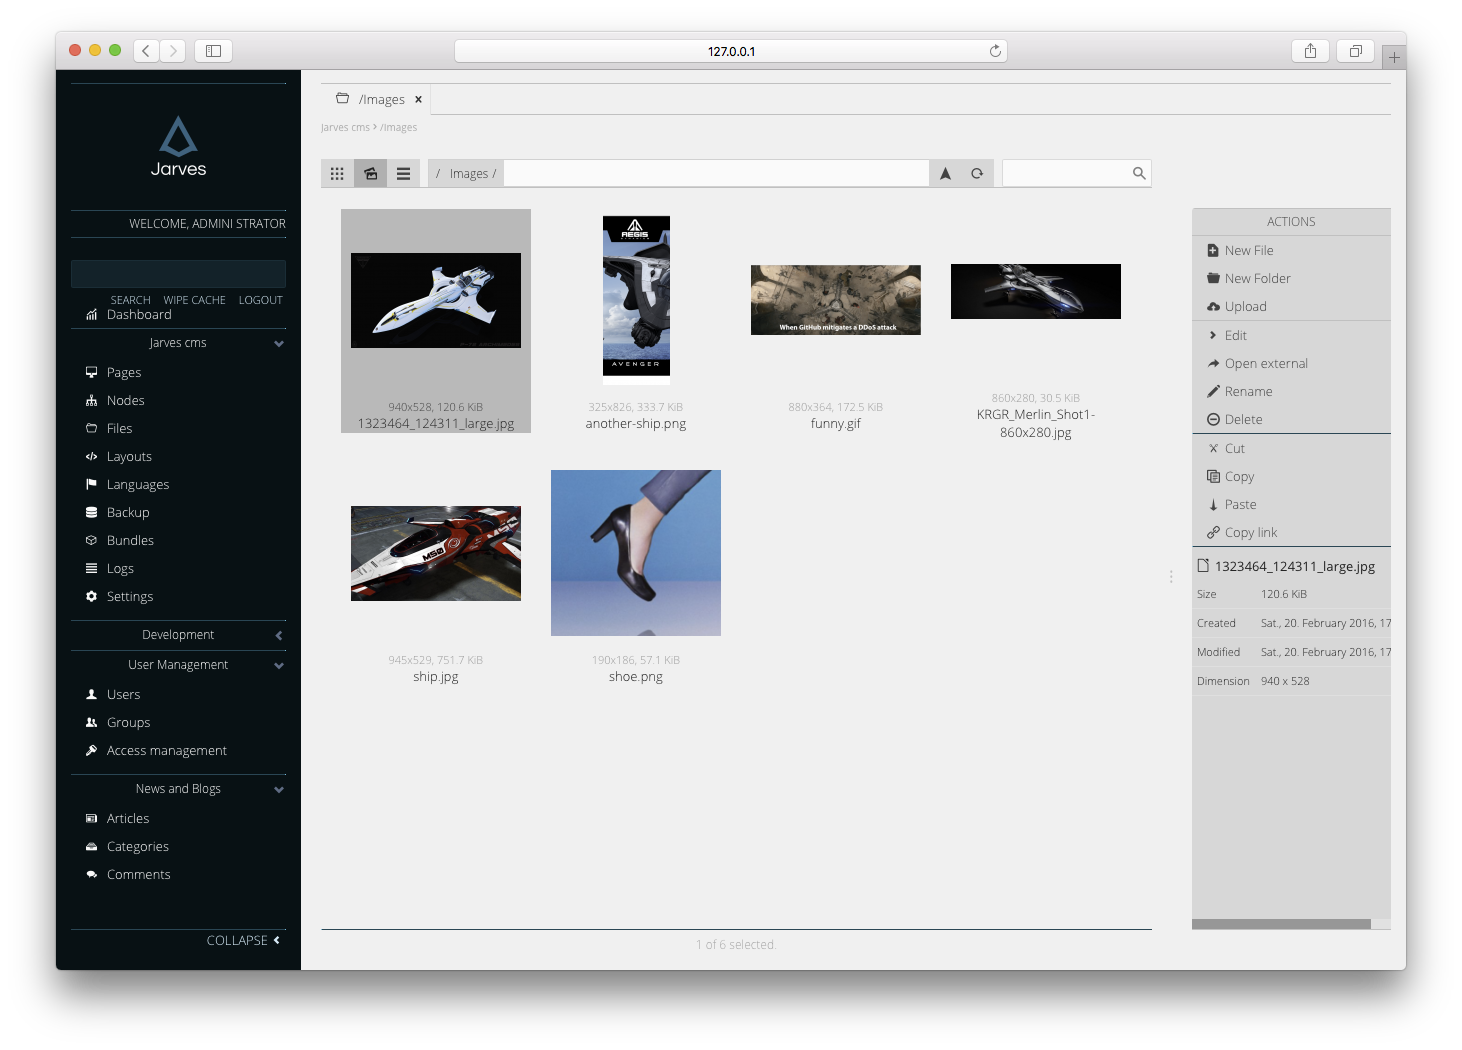 127.0.0.1
Jarves
WELCOME, ADMINI STRATOR
SEARCH WIPE CACHE LOGOUT
Dashboard
Jarves cms
Pages
Nodes
Files
Layouts
Languages
Backup
Bundles
Logs
Settings
Development
User Management
Users
Groups
Access management
News and Blogs
Articles
Categories
Comments
COLLAPSE
/Images ×
Jarves cms › /Images
/ Images /
940x528, 120.6 KiB
1323464_124311_large.jpg
AEGIS
AVENGER
325x826, 333.7 KiB
another-ship.png
When GitHub mitigates a DDoS attack
880x364, 172.5 KiB
funny.gif
860x280, 30.5 KiB
KRGR_Merlin_Shot1-
860x280.jpg
M50
945x529, 751.7 KiB
ship.jpg
190x186, 57.1 KiB
shoe.png
1 of 6 selected.
ACTIONS
New File
New Folder
Upload
Edit
Open external
Rename
Delete
Cut
Copy
Paste
Copy link
1323464_124311_large.jpg
Size 120.6 KiB
Created Sat., 20. February 2016, 17
Modified Sat., 20. February 2016, 17
Dimension 940 x 528